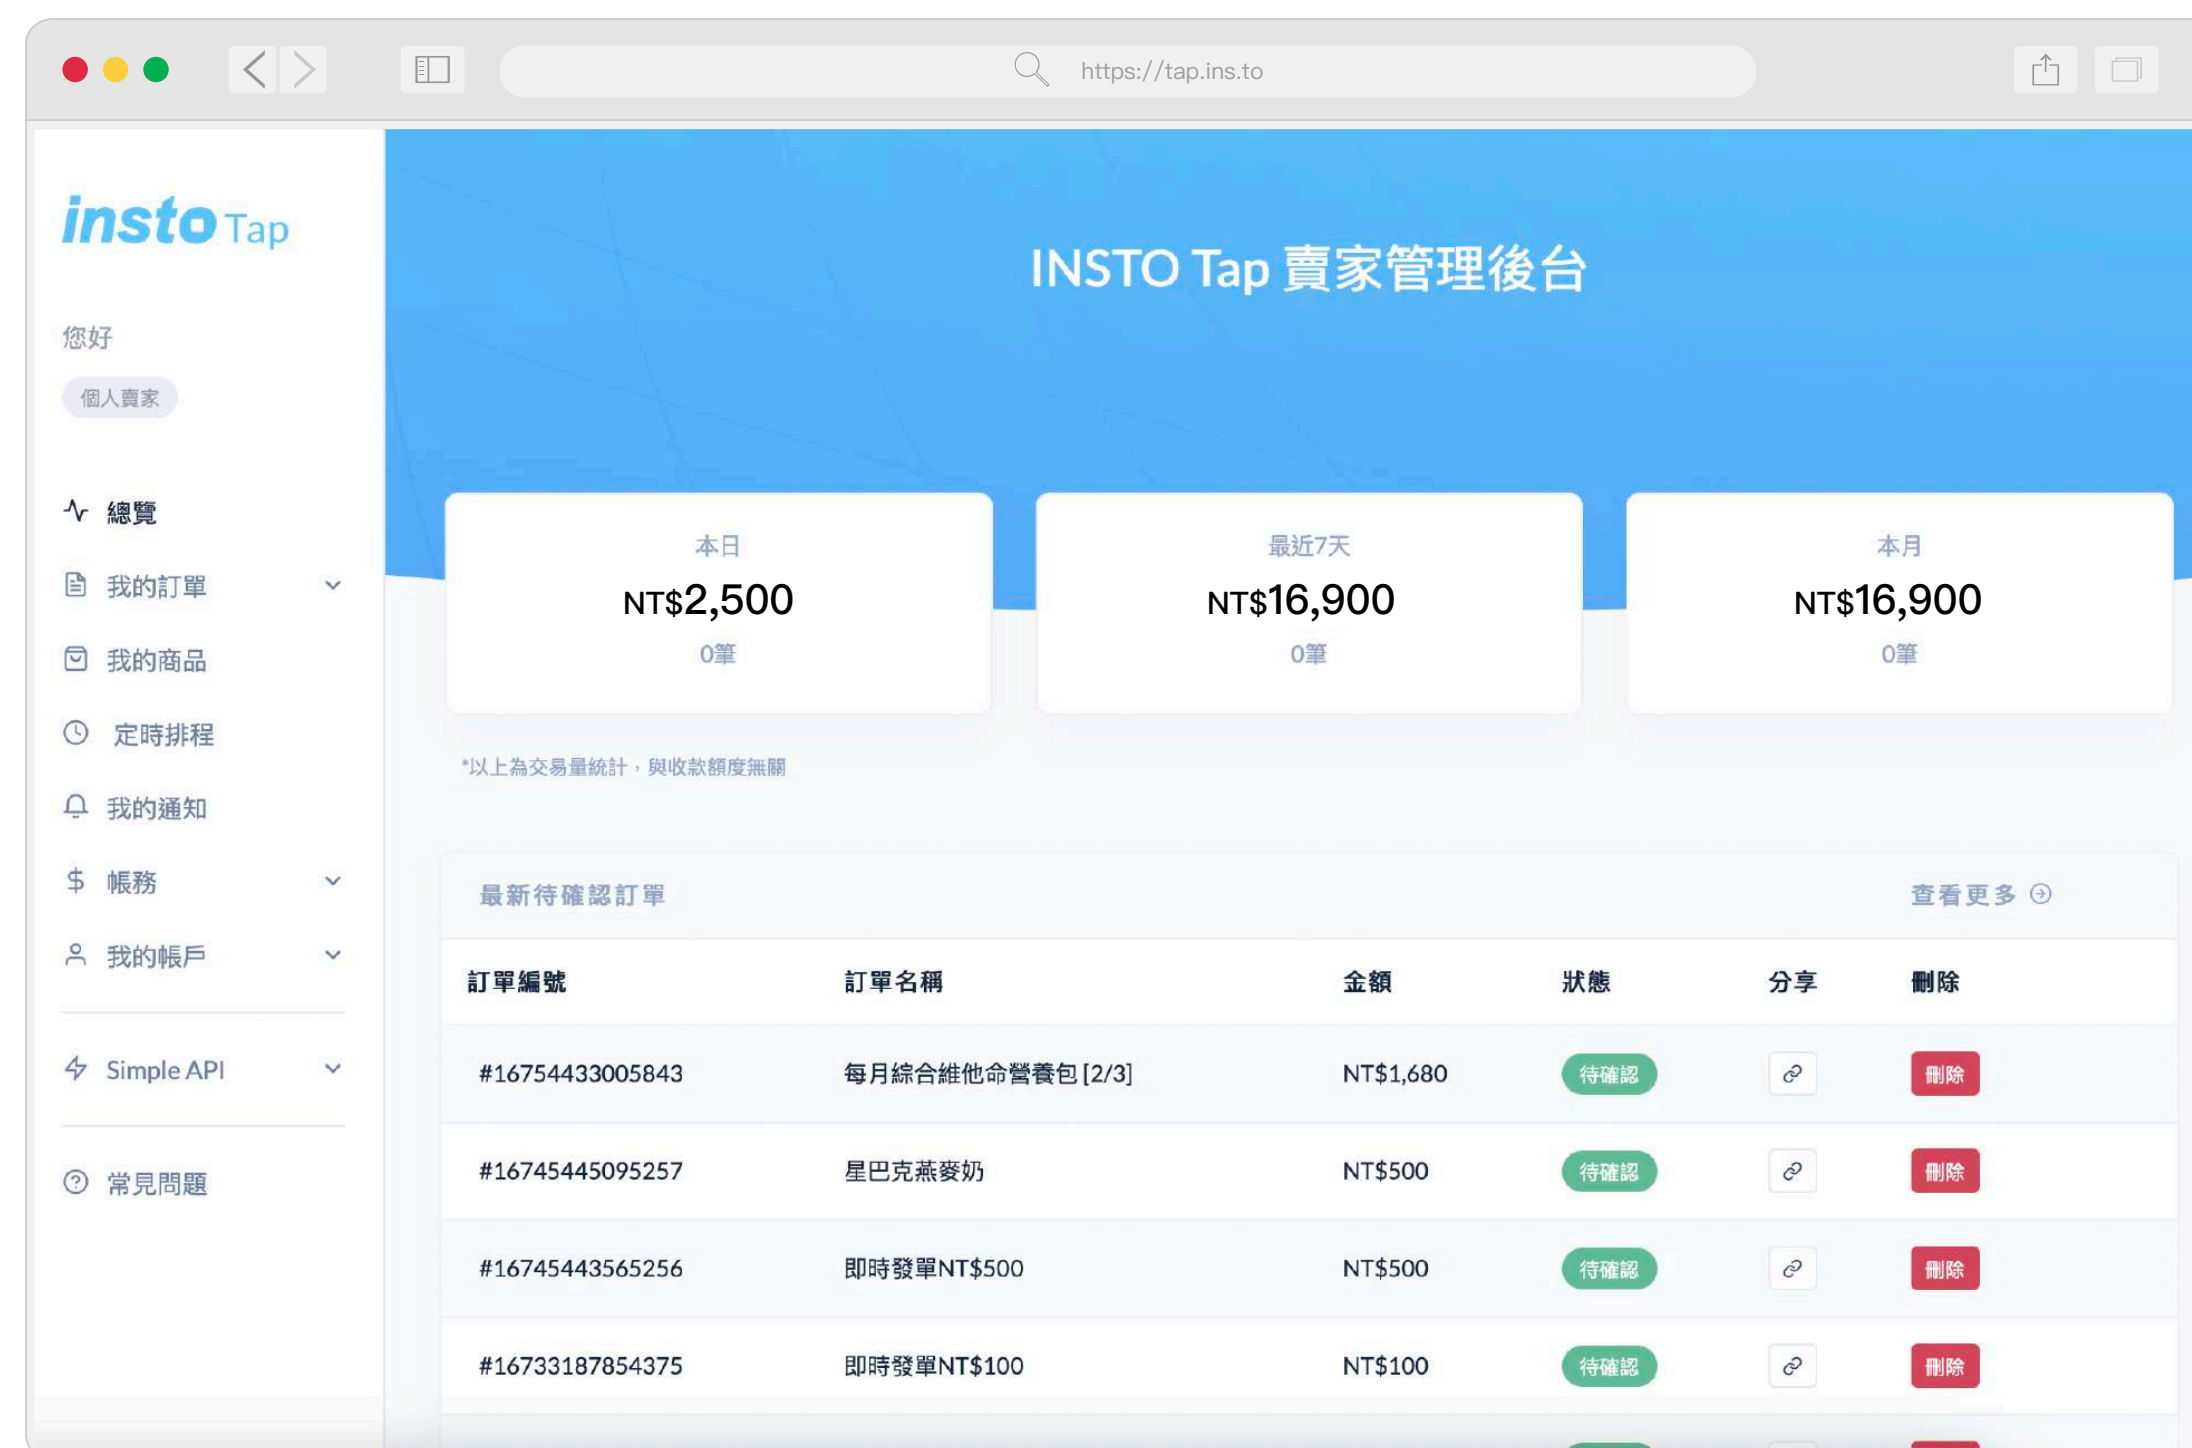 https://tap.ins.to
insto Tap
您好
個人賣家
總覽
我的訂單
我的商品
定時排程
我的通知
$ 帳務
我的帳戶
Simple API
常見問題
INSTO Tap 賣家管理後台
本日
NT$2,500
0筆
最近7天
NT$16,900
0筆
本月
NT$16,900
0筆
*以上為交易量統計，與收款額度無關
最新待確認訂單 查看更多
訂單編號 訂單名稱 金額 狀態 分享 刪除
#16754433005843 每月綜合維他命營養包 [2/3] NT$1,680 待確認 刪除
#16745445095257 星巴克燕麥奶 NT$500 待確認 刪除
#16745443565256 即時發單NT$500 NT$500 待確認 刪除
#16733187854375 即時發單NT$100 NT$100 待確認 刪除